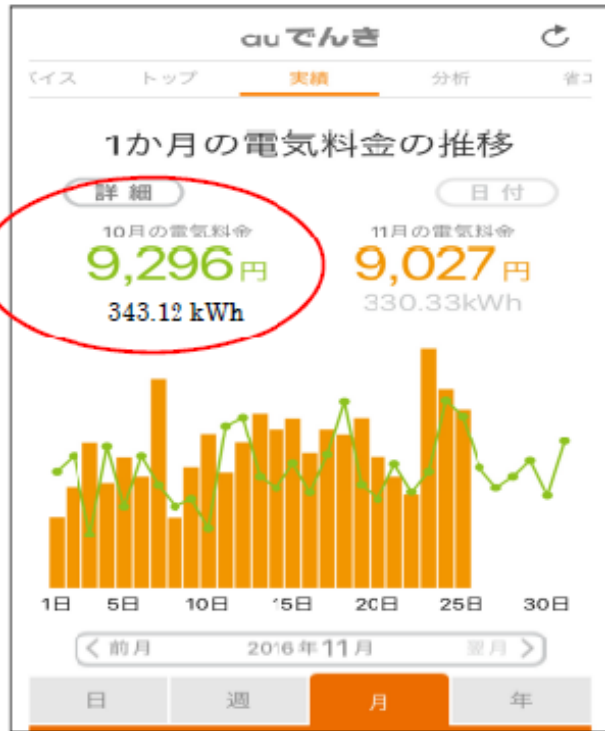 au でんき
バイス トップ 実績 分析 省コ
1か月の電気料金の推移
詳細 日付
10月の電気料金 11月の電気料金
9,296円 9,027円
343.12 kWh 330.33kWh
1日 5日 10日 15日 20日 25日 30日
< 前月 2016年11月 翌月 >
日 週 月 年